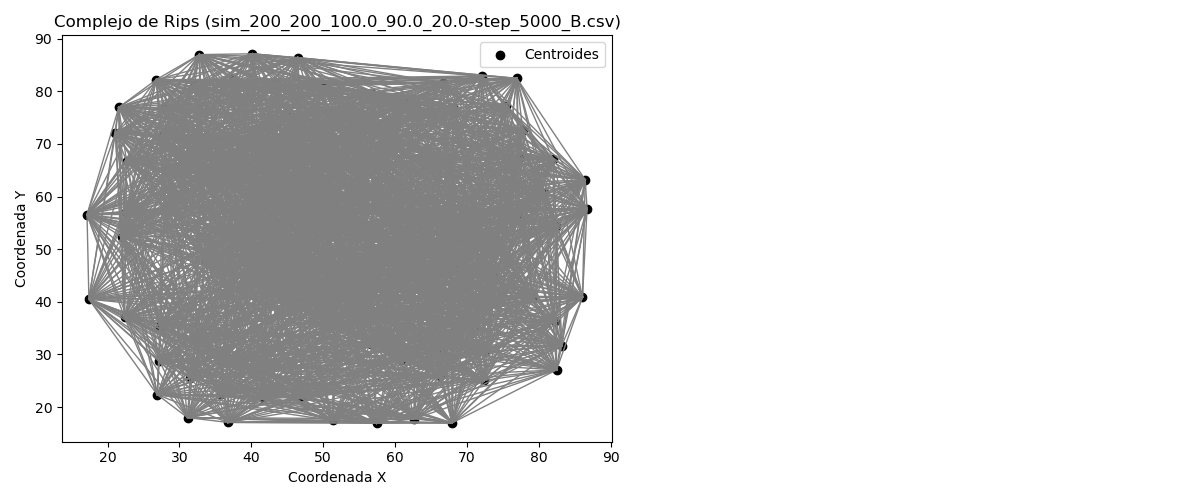 Complejo de Rips (sim_200_200_100.0_90.0_20.0-step_5000_B.csv)
Centroides
90
80
70
60
50
40
30
20
Coordenada Y
20 30 40 50 60 70 80 90
Coordenada X